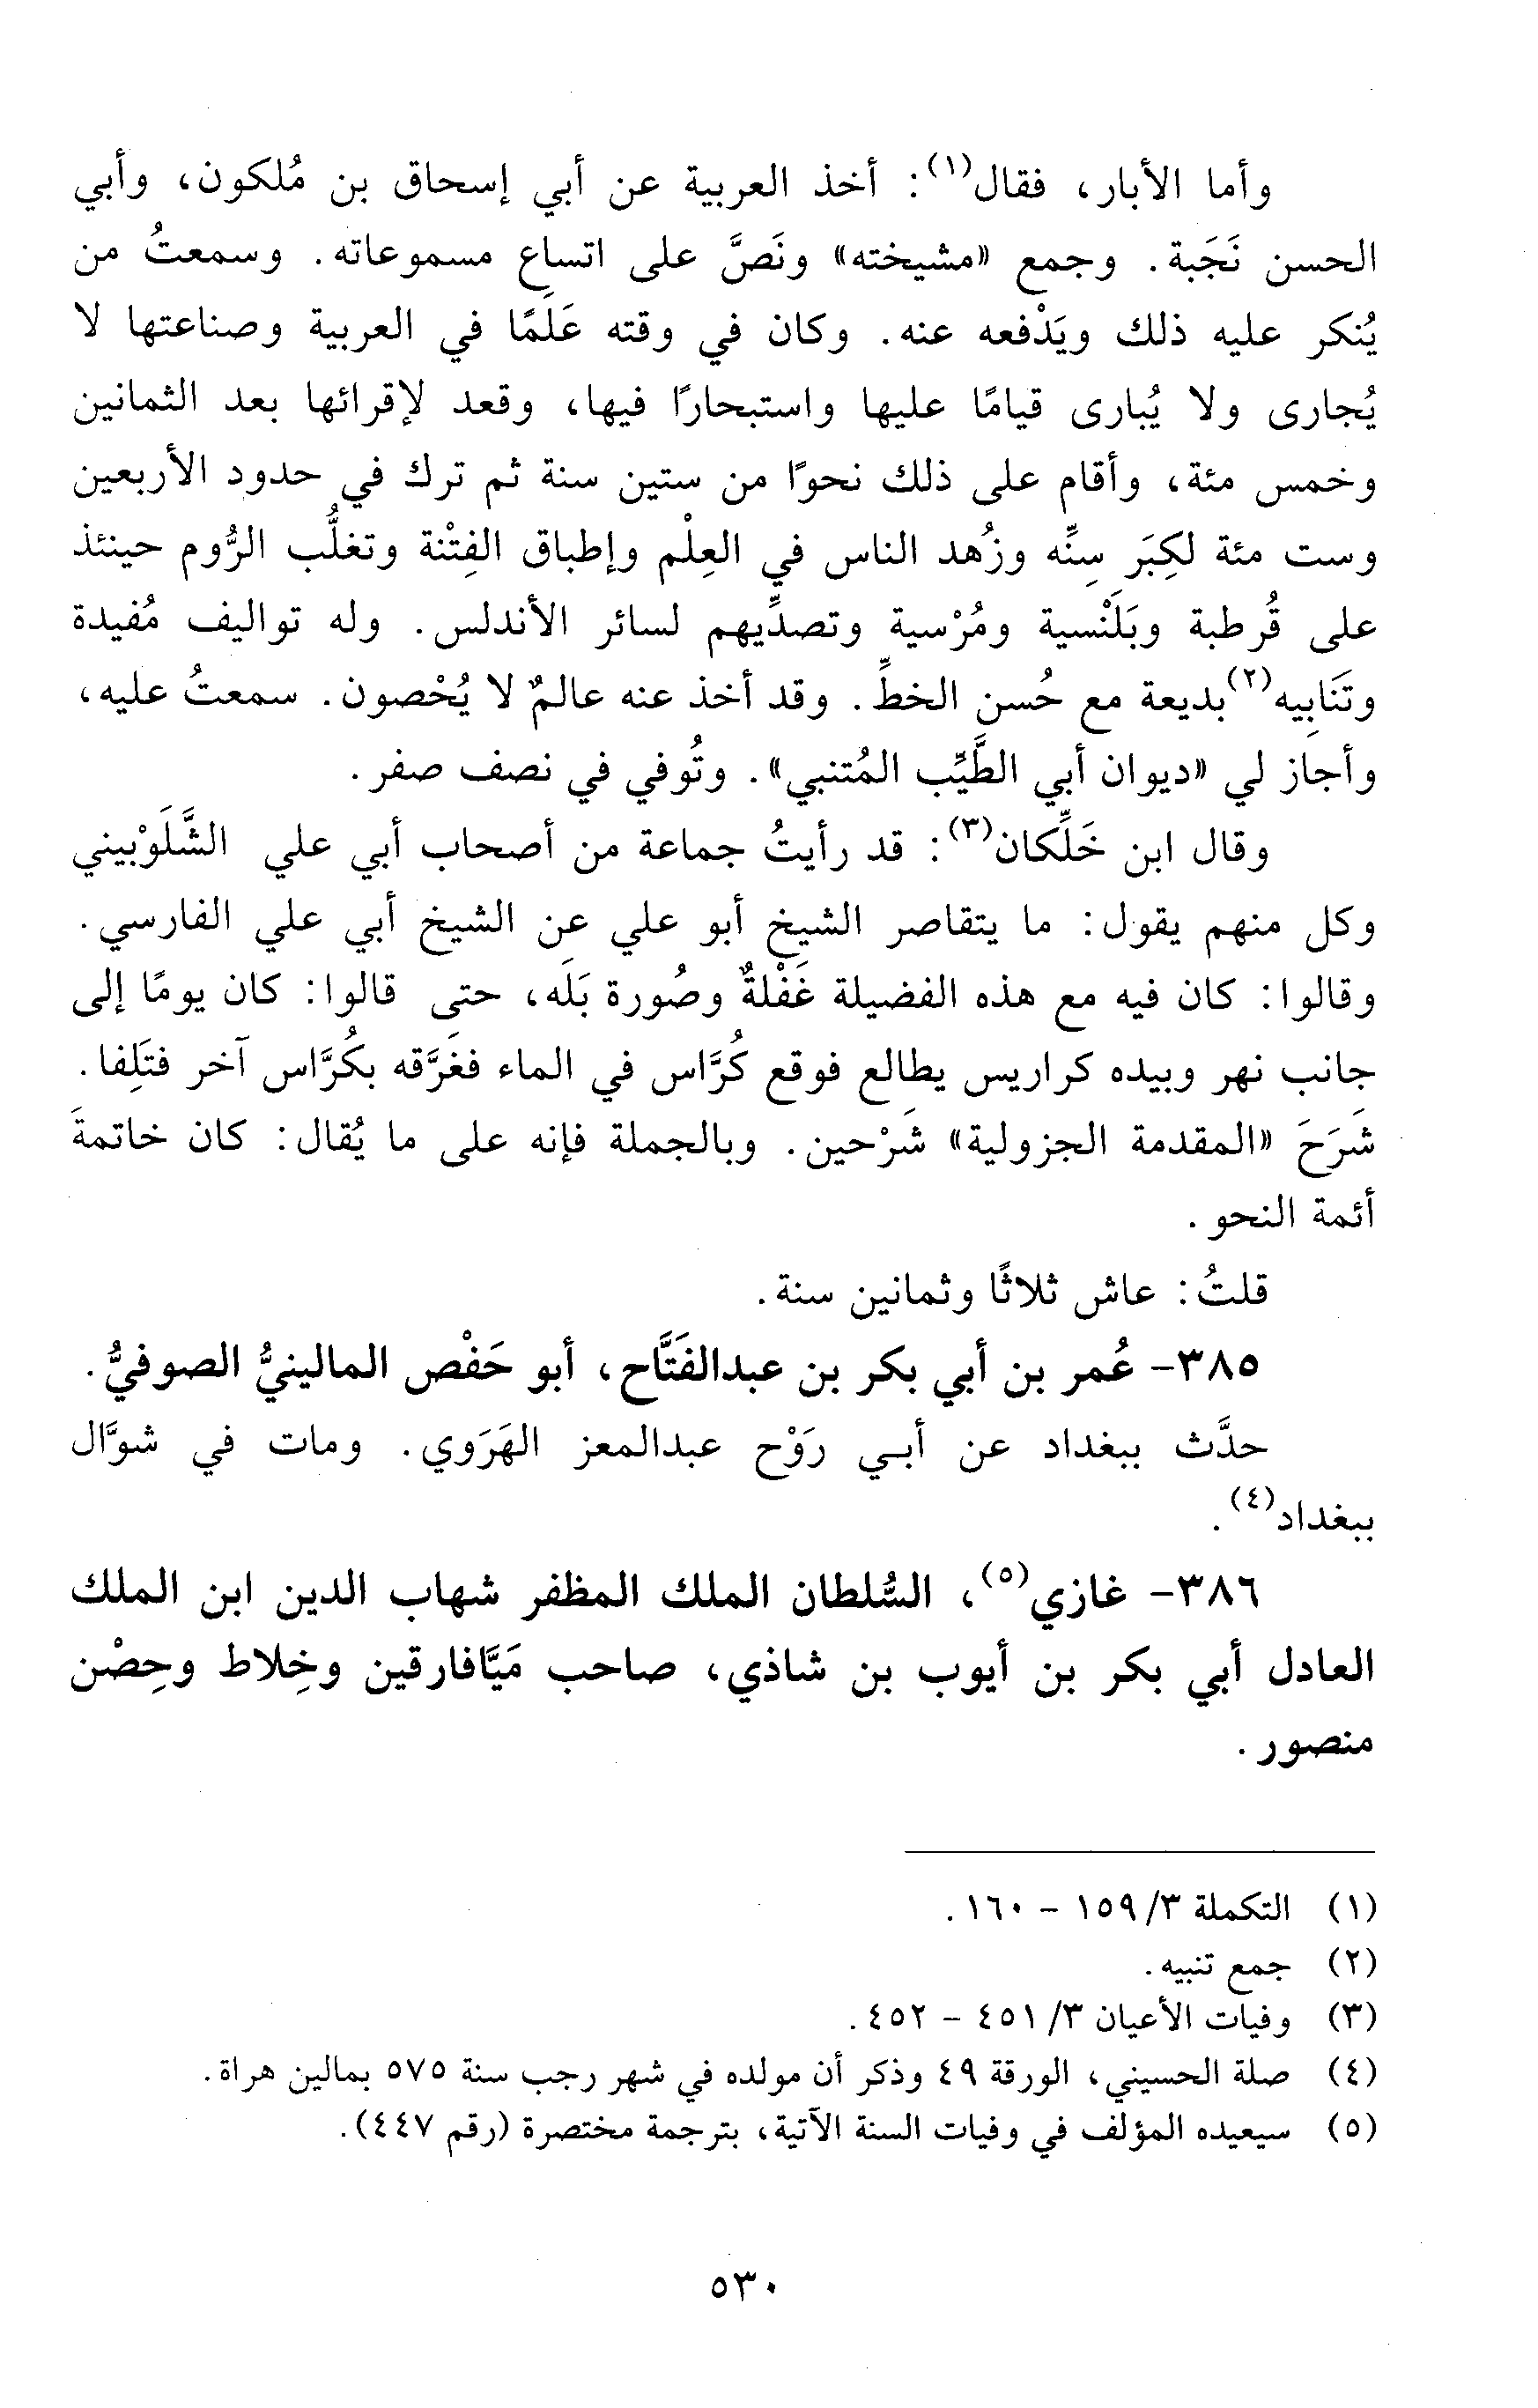 وأما الأبار، فقال(١): أخذ العربية عن أبي إسحاق بن مُلكون، وأبي
الحسن نَجَبة. وجمع «مشيخته» ونَصَّ على اتساع مسموعاته. وسمعتُ من
يُنكر عليه ذلك ويَدْفعه عنه. وكان في وقته عَلَمًا في العربية وصناعتها لا
يُجارى ولا يُبارى قيامًا عليها واستبحارًا فيها، وقعد لإقرائها بعد الثمانين
وخمس مئة، وأقام على ذلك نحوًا من ستين سنة ثم ترك في حدود الأربعين
وست مئة لكِبَر سِنِّه وزُهد الناس في العِلْم وإطباق الفِتْنة وتغلُّب الرُّوم حينئذ
على قُرطبة وبَلَنْسية ومُرْسية وتصدِّيهم لسائر الأندلس. وله تواليف مُفيدة
وتَنَابِيه(٢)بديعة مع حُسن الخطِّ. وقد أخذ عنه عالمٌ لا يُحْصون. سمعتُ عليه،
وأجاز لي «ديوان أبي الطَّيِّب المُتنبي». وتُوفي في نصف صفر.
وقال ابن خَلِّكان(٣): قد رأيتُ جماعة من أصحاب أبي علي الشَّلَوْبيني
وكل منهم يقول: ما يتقاصر الشيخ أبو علي عن الشيخ أبي علي الفارسي.
وقالوا: كان فيه مع هذه الفضيلة غَفْلةٌ وصُورة بَلَه، حتى قالوا: كان يومًا إلى
جانب نهر وبيده كراريس يطالع فوقع كُرَّاس في الماء فغَرَّقه بكُرَّاس آخر فتَلِفا.
شَرَحَ «المقدمة الجزولية» شَرْحين. وبالجملة فإنه على ما يُقال: كان خاتمةَ
أئمة النحو.
قلتُ: عاش ثلاثًا وثمانين سنة.
٣٨٥- عُمر بن أبي بكر بن عبدالفَتَّاح، أبو حَفْص المالينيُّ الصوفيُّ.
حدَّث ببغداد عن أبي رَوْح عبدالمعز الهَرَوي. ومات في شوَّال
ببغداد(٤).
٣٨٦- غازي(٥)، السُّلطان الملك المظفر شهاب الدين ابن الملك
العادل أبي بكر بن أيوب بن شاذي، صاحب مَيَّافارقين وخِلاط وحِصْن
منصور.
(١) التكملة ٣/ ١٥٩ - ١٦٠.
(٢) جمع تنبيه.
(٣) وفيات الأعيان ٣/ ٤٥١ - ٤٥٢.
(٤) صلة الحسيني، الورقة ٤٩ وذكر أن مولده في شهر رجب سنة ٥٧٥ بمالين هراة.
(٥) سيعيده المؤلف في وفيات السنة الآتية، بترجمة مختصرة (رقم ٤٤٧).
٥٣٠